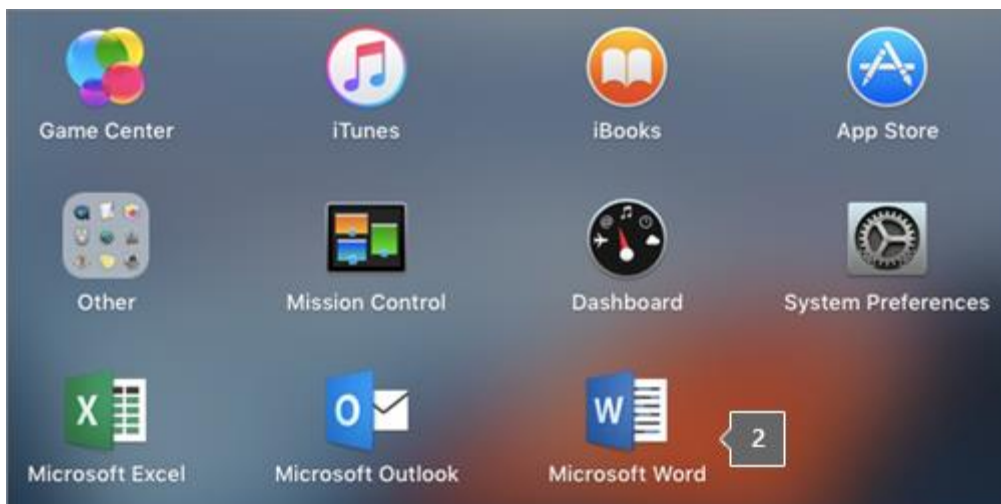 Game Center
iTunes
iBooks
App Store
Other
Mission Control
Dashboard
System Preferences
X
O
W
2
Microsoft Excel
Microsoft Outlook
Microsoft Word